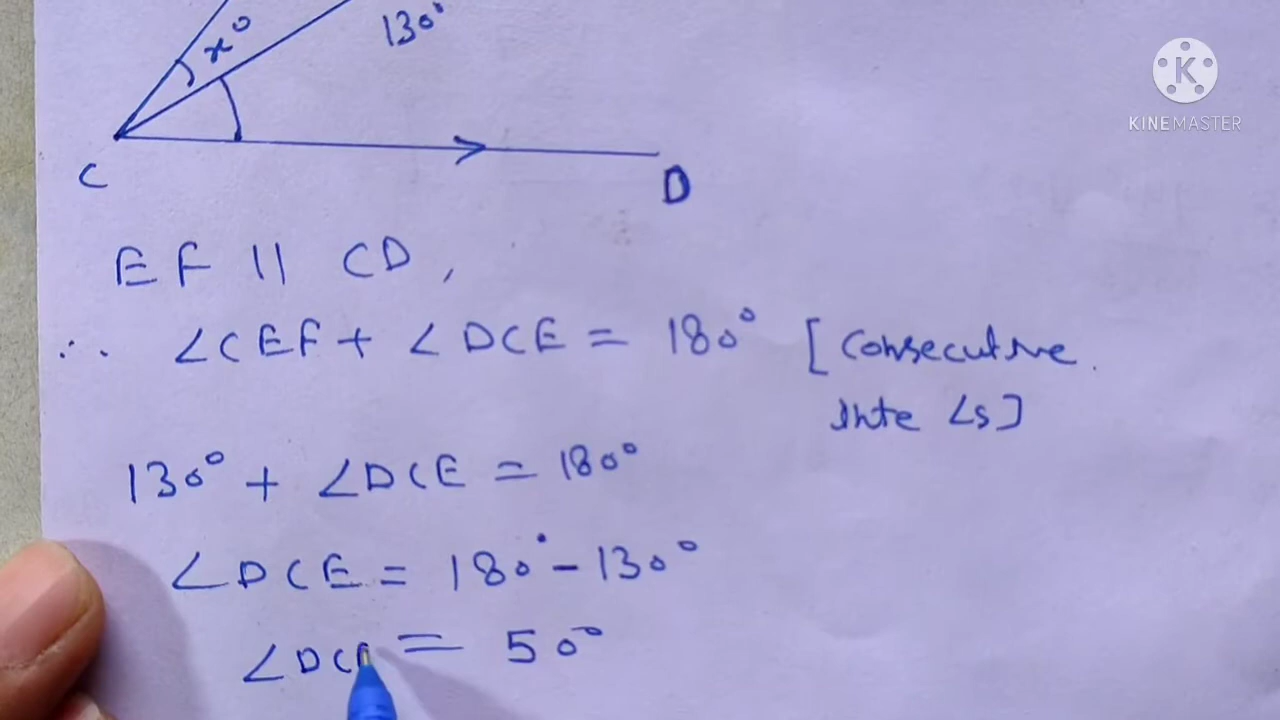 x°
130°
K
KINEMASTER
C
D
EF || CD,
∴ ∠CEF + ∠DCE = 180° [Consecutive
Inte ∠s]
130° + ∠DCE = 180°
∠DCE = 180° - 130°
∠DCE = 50°